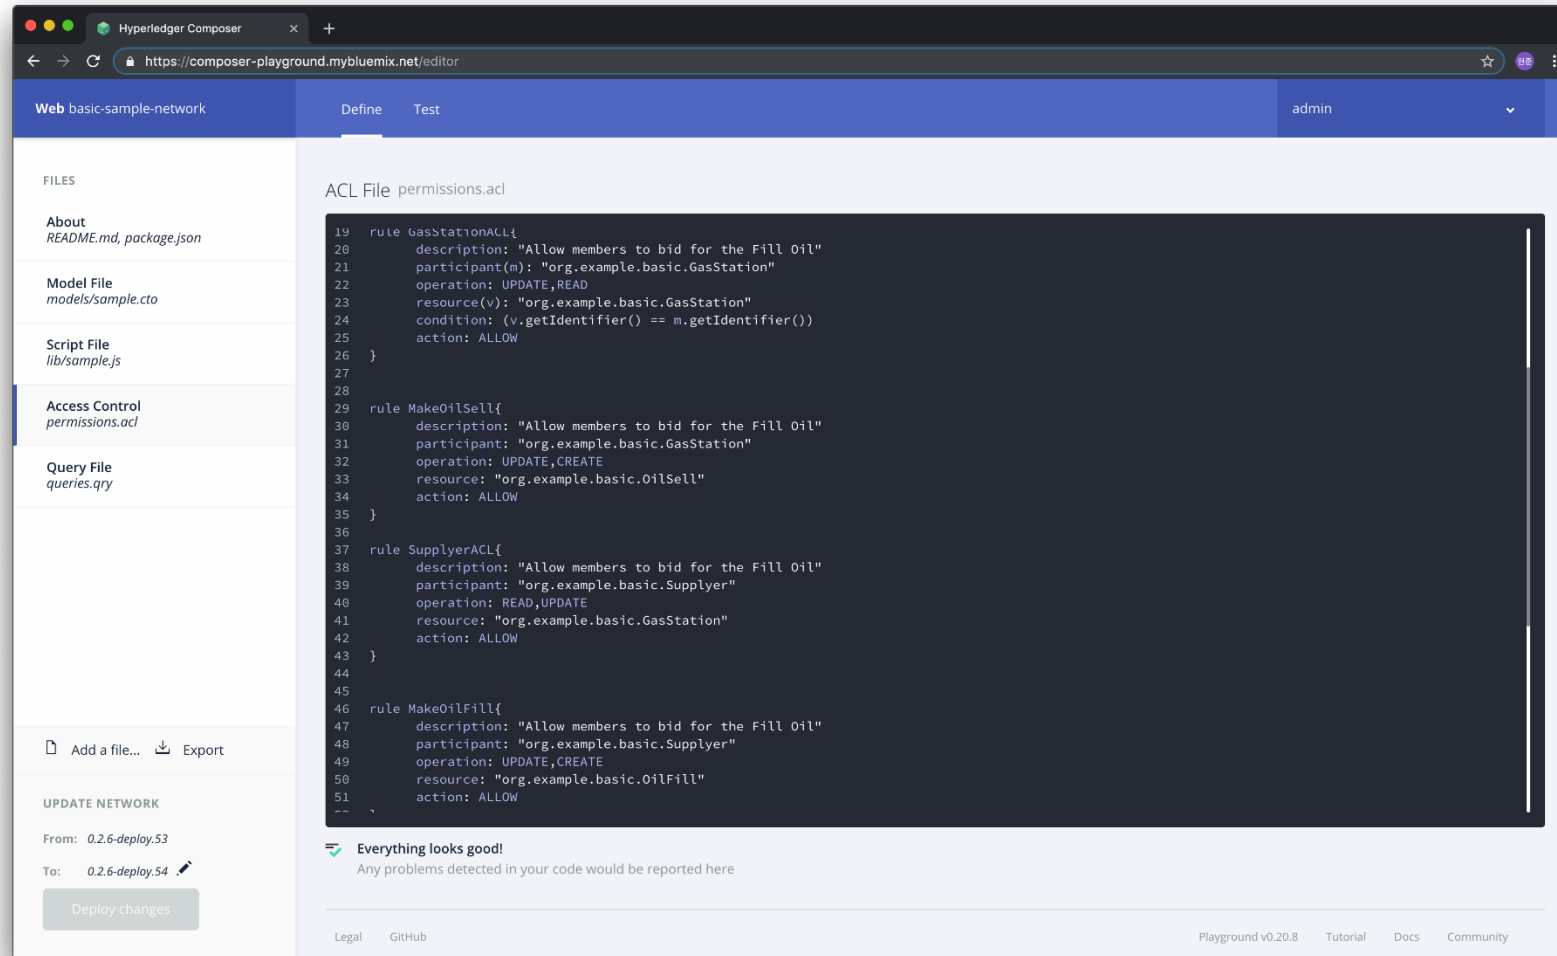 Hyperledger Composer
https://composer-playground.mybluemix.net/editor
현준
Web basic-sample-network
Define
Test
admin
FILES
About
README.md, package.json
Model File
models/sample.cto
Script File
lib/sample.js
Access Control
permissions.acl
Query File
queries.qry
Add a file...
Export
UPDATE NETWORK
From: 0.2.6-deploy.53
To: 0.2.6-deploy.54
Deploy changes
ACL File permissions.acl
19 rule GasStationACL{
20 description: "Allow members to bid for the Fill Oil"
21 participant(m): "org.example.basic.GasStation"
22 operation: UPDATE,READ
23 resource(v): "org.example.basic.GasStation"
24 condition: (v.getIdentifier() == m.getIdentifier())
25 action: ALLOW
26 }
27
28
29 rule MakeOilSell{
30 description: "Allow members to bid for the Fill Oil"
31 participant: "org.example.basic.GasStation"
32 operation: UPDATE,CREATE
33 resource: "org.example.basic.OilSell"
34 action: ALLOW
35 }
36
37 rule SupplyerACL{
38 description: "Allow members to bid for the Fill Oil"
39 participant: "org.example.basic.Supplyer"
40 operation: READ,UPDATE
41 resource: "org.example.basic.GasStation"
42 action: ALLOW
43 }
44
45
46 rule MakeOilFill{
47 description: "Allow members to bid for the Fill Oil"
48 participant: "org.example.basic.Supplyer"
49 operation: UPDATE,CREATE
50 resource: "org.example.basic.OilFill"
51 action: ALLOW
Everything looks good!
Any problems detected in your code would be reported here
Legal
GitHub
Playground v0.20.8
Tutorial
Docs
Community